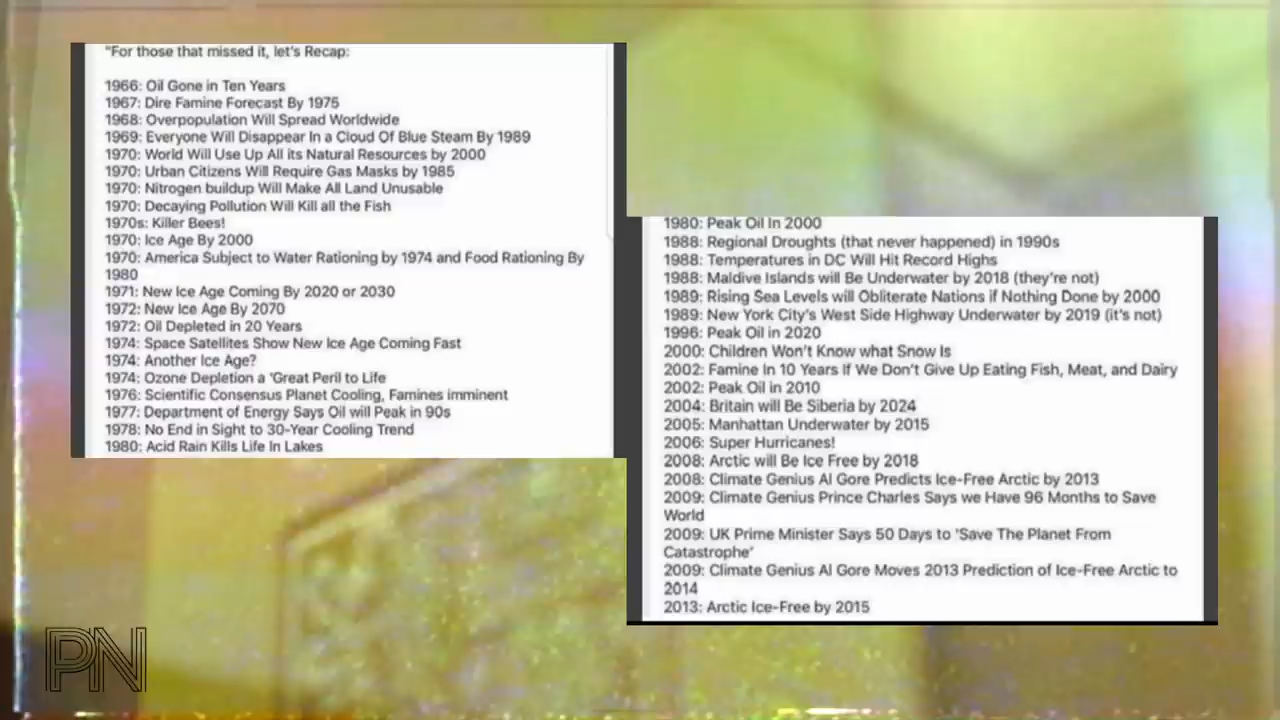 "For those that missed it, let's Recap:
1966: Oil Gone in Ten Years
1967: Dire Famine Forecast By 1975
1968: Overpopulation Will Spread Worldwide
1969: Everyone Will Disappear In a Cloud Of Blue Steam By 1989
1970: World Will Use Up All its Natural Resources by 2000
1970: Urban Citizens Will Require Gas Masks by 1985
1970: Nitrogen buildup Will Make All Land Unusable
1970: Decaying Pollution Will Kill all the Fish
1970s: Killer Bees!
1970: Ice Age By 2000
1970: America Subject to Water Rationing by 1974 and Food Rationing By
1980
1971: New Ice Age Coming By 2020 or 2030
1972: New Ice Age By 2070
1972: Oil Depleted in 20 Years
1974: Space Satellites Show New Ice Age Coming Fast
1974: Another Ice Age?
1974: Ozone Depletion a 'Great Peril to Life
1976: Scientific Consensus Planet Cooling, Famines imminent
1977: Department of Energy Says Oil will Peak in 90s
1978: No End in Sight to 30-Year Cooling Trend
1980: Acid Rain Kills Life In Lakes
1980: Peak Oil In 2000
1988: Regional Droughts (that never happened) in 1990s
1988: Temperatures in DC Will Hit Record Highs
1988: Maldive Islands will Be Underwater by 2018 (they're not)
1989: Rising Sea Levels will Obliterate Nations if Nothing Done by 2000
1989: New York City's West Side Highway Underwater by 2019 (it's not)
1996: Peak Oil in 2020
2000: Children Won't Know what Snow Is
2002: Famine In 10 Years If We Don't Give Up Eating Fish, Meat, and Dairy
2002: Peak Oil in 2010
2004: Britain will Be Siberia by 2024
2005: Manhattan Underwater by 2015
2006: Super Hurricanes!
2008: Arctic will Be Ice Free by 2018
2008: Climate Genius Al Gore Predicts Ice-Free Arctic by 2013
2009: Climate Genius Prince Charles Says we Have 96 Months to Save
World
2009: UK Prime Minister Says 50 Days to 'Save The Planet From
Catastrophe'
2009: Climate Genius Al Gore Moves 2013 Prediction of Ice-Free Arctic to
2014
2013: Arctic Ice-Free by 2015
PN